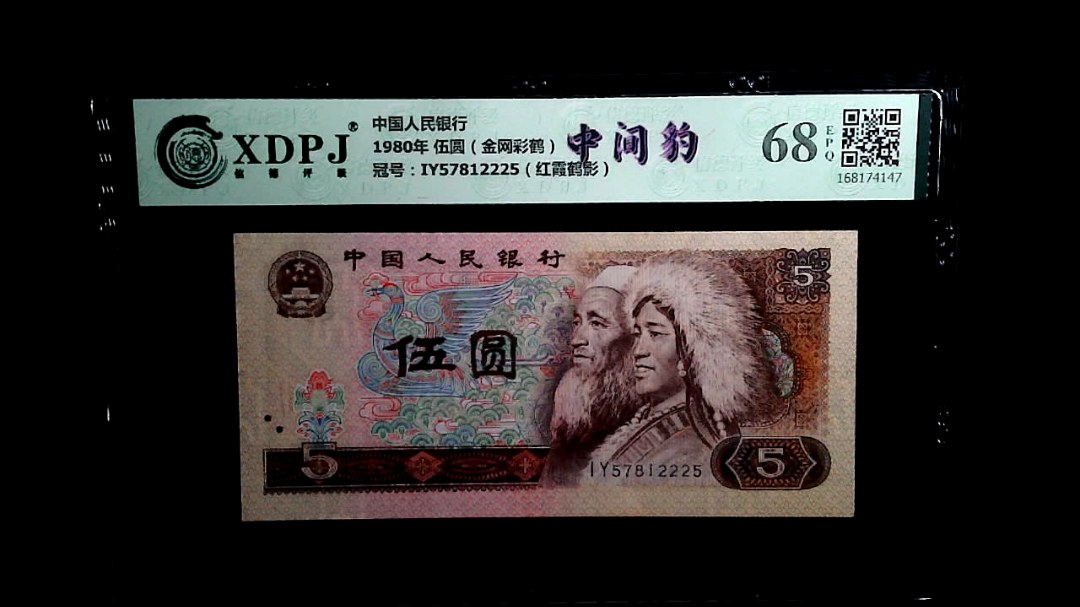 XDPJ®
中国人民银行
1980年 伍圆（金网彩鹤）
冠号：IY57812225（红霞鹤影）
中间豹
68 EPQ
168174147
中国人民银行
5
伍圆
5
IY57812225
5